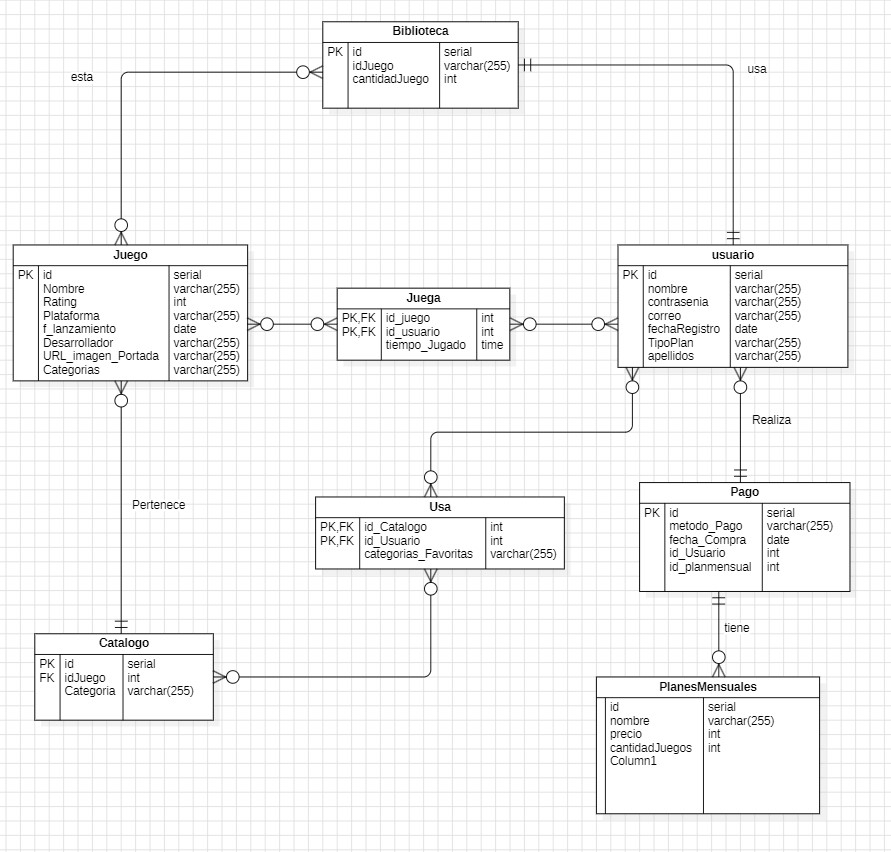 Biblioteca
PK id serial
idJuego varchar(255)
cantidadJuego int
esta
usa
Juego
PK id serial
Nombre varchar(255)
Rating int
Plataforma varchar(255)
f_lanzamiento date
Desarrollador varchar(255)
URL_imagen_Portada varchar(255)
Categorias varchar(255)
Juega
PK,FK id_juego int
PK,FK id_usuario int
tiempo_Jugado time
usuario
PK id serial
nombre varchar(255)
contrasenia varchar(255)
correo varchar(255)
fechaRegistro date
TipoPlan varchar(255)
apellidos varchar(255)
Realiza
Pertenece
Usa
PK,FK id_Catalogo int
PK,FK id_Usuario int
categorias_Favoritas varchar(255)
Pago
PK id serial
metodo_Pago varchar(255)
fecha_Compra date
id_Usuario int
id_planmensual int
tiene
Catalogo
PK id serial
FK idJuego int
Categoria varchar(255)
PlanesMensuales
id serial
nombre varchar(255)
precio int
cantidadJuegos int
Column1